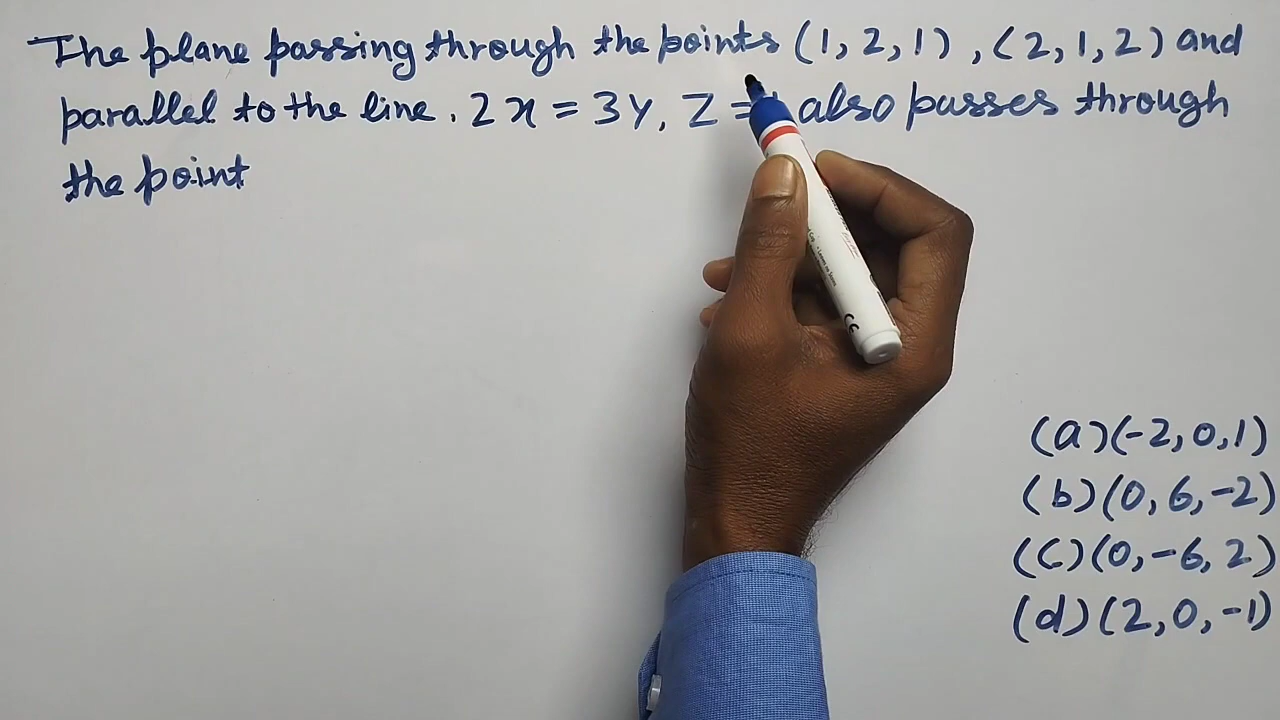 The plane passing through the points (1, 2, 1), (2, 1, 2) and
parallel to the line, 2x = 3y, Z = also passes through
the point
(a) (-2, 0, 1)
(b) (0, 6, -2)
(c) (0, -6, 2)
(d) (2, 0, -1)